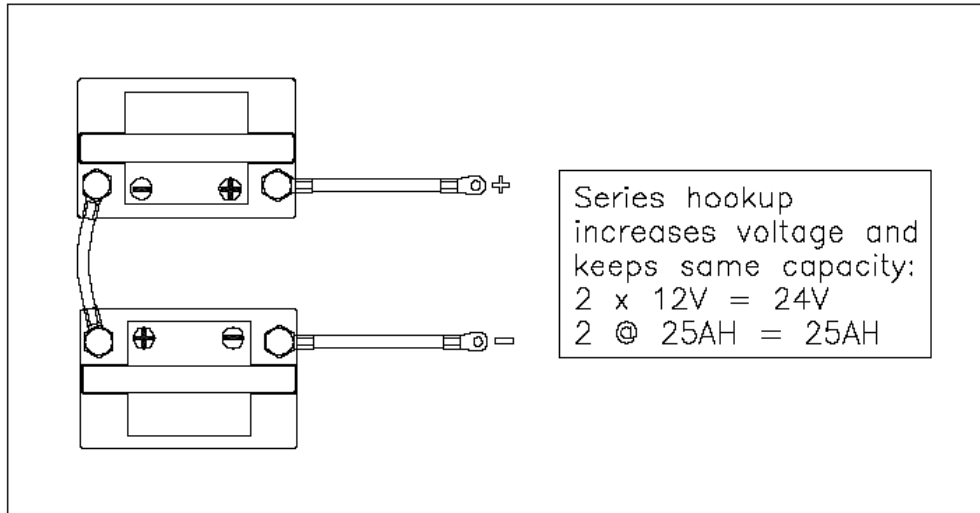 +
Series hookup
increases voltage and
keeps same capacity:
2 x 12V = 24V
2 @ 25AH = 25AH
−